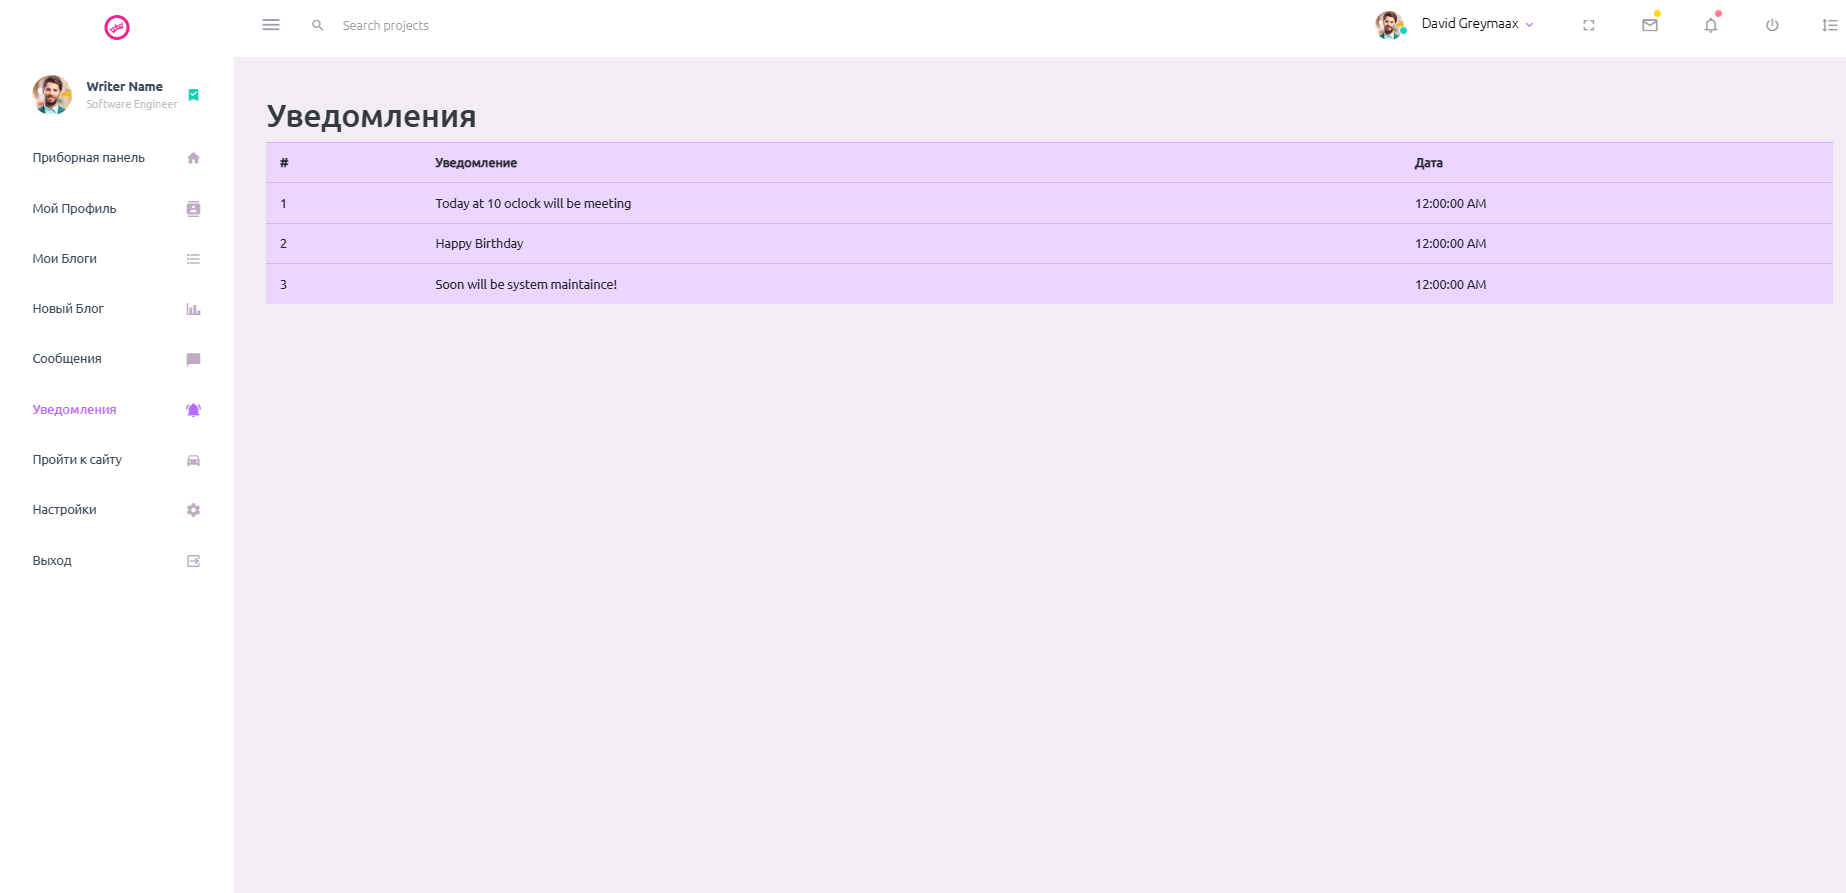 Search projects
David Greymaax
Writer Name
Software Engineer
Приборная панель
Мой Профиль
Мои Блоги
Новый Блог
Сообщения
Уведомления
Пройти к сайту
Настройки
Выход
Уведомления
# Уведомление Дата
1 Today at 10 oclock will be meeting 12:00:00 AM
2 Happy Birthday 12:00:00 AM
3 Soon will be system maintaince! 12:00:00 AM